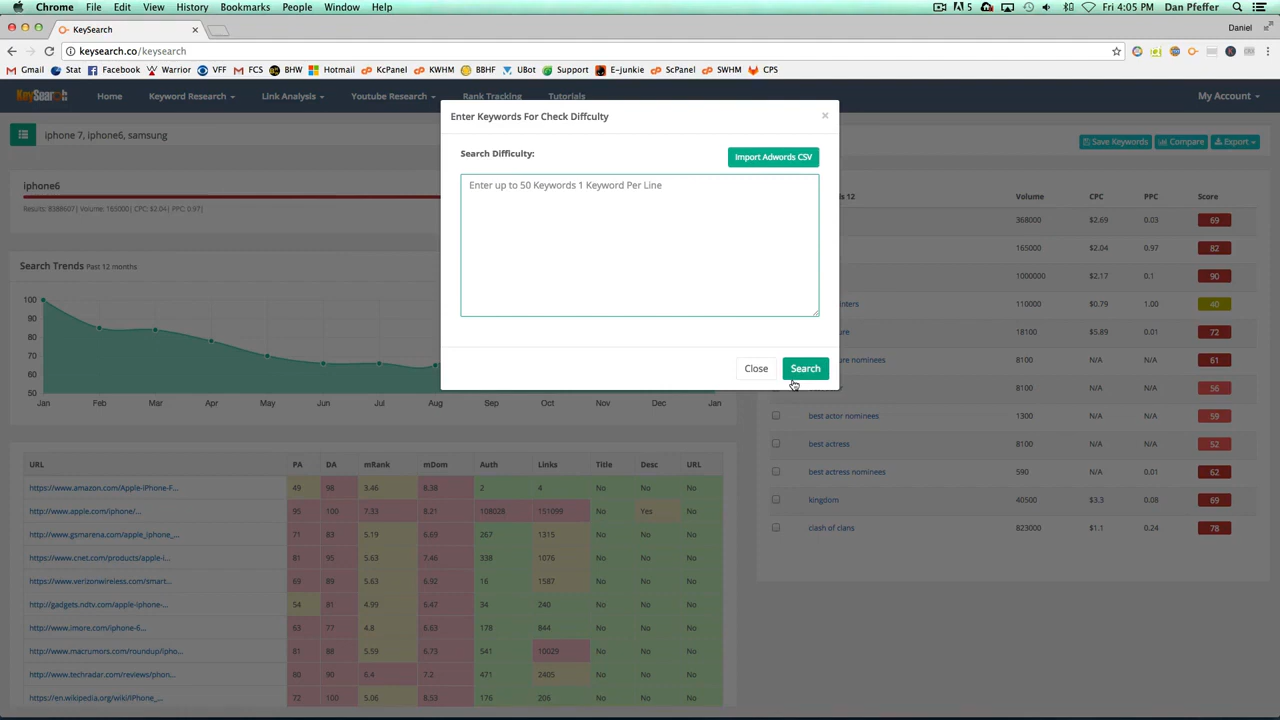 Chrome File Edit View History Bookmarks People Window Help 5 Fri 4:05 PM Dan Pfeffer
KeySearch Daniel
keysearch.co/keysearch
Gmail Stat Facebook Warrior VFF FCS BHW Hotmail KcPanel KWHM BBHF UBot Support E-junkie ScPanel SWHM CPS
KeySearch Home Keyword Research Link Analysis Youtube Research Rank Tracking Tutorials My Account
iphone 7, iphone6, samsung Save Keywords Compare Export
Enter Keywords For Check Diffculty ×
Search Difficulty: Import Adwords CSV
Enter up to 50 Keywords 1 Keyword Per Line
Close Search
iphone6
Results: 8388607| Volume: 165000| CPC: $2.04| PPC: 0.97|
Search Trends Past 12 months
100
90
80
70
60
50
Jan Feb Mar Apr May Jun Jul Aug Sep Oct Nov Dec Jan
URL PA DA mRank mDom Auth Links Title Desc URL
https://www.amazon.com/Apple-iPhone-F... 49 98 3.46 8.38 2 4 No No No
https://www.apple.com/iphone/... 95 100 7.33 8.21 108028 151099 No Yes No
http://www.gsmarena.com/apple_iphone_... 71 83 5.19 6.69 267 1315 No No No
https://www.cnet.com/products/apple-i... 81 95 5.63 7.46 338 1076 No No No
https://www.verizonwireless.com/smart... 69 89 5.63 6.92 16 1587 No No No
http://gadgets.ndtv.com/apple-iphone-... 54 81 4.99 6.47 34 240 No No No
http://www.imore.com/iphone-6... 63 77 4.8 6.63 178 844 No No No
http://www.macrumors.com/roundup/ipho... 81 88 5.59 6.73 541 10029 No No No
http://www.techradar.com/reviews/phon... 80 90 6.4 7.2 471 2405 No No No
https://en.wikipedia.org/wiki/IPhone_... 72 100 5.06 8.53 176 206 No No No
ds 12 Volume CPC PPC Score
368000 $2.69 0.03 69
165000 $2.04 0.97 82
1000000 $2.17 0.1 90
nters 110000 $0.79 1.00 40
ure 18100 $5.89 0.01 72
ure nominees 8100 N/A N/A 61
8100 N/A N/A 56
best actor nominees 1300 N/A N/A 59
best actress 8100 N/A N/A 52
best actress nominees 590 N/A 0.01 62
kingdom 40500 $3.3 0.08 69
clash of clans 823000 $1.1 0.24 78